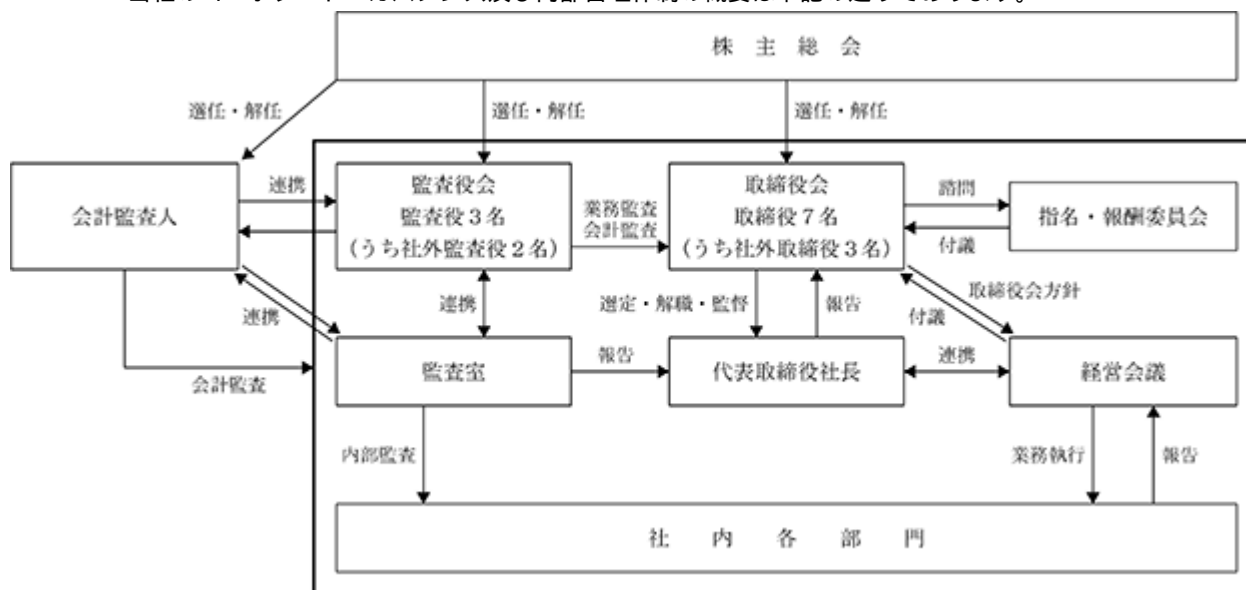 株主総会
選任・解任
選任・解任
選任・解任
会計監査人
連携
監査役会
監査役3名
(うち社外監査役2名)
業務監査
会計監査
取締役会
取締役7名
(うち社外取締役3名)
諮問
付議
指名・報酬委員会
連携
連携
選定・解職・監督
報告
取締役会方針
付議
会計監査
監査室
報告
代表取締役社長
連携
経営会議
内部監査
業務執行
報告
社内各部門